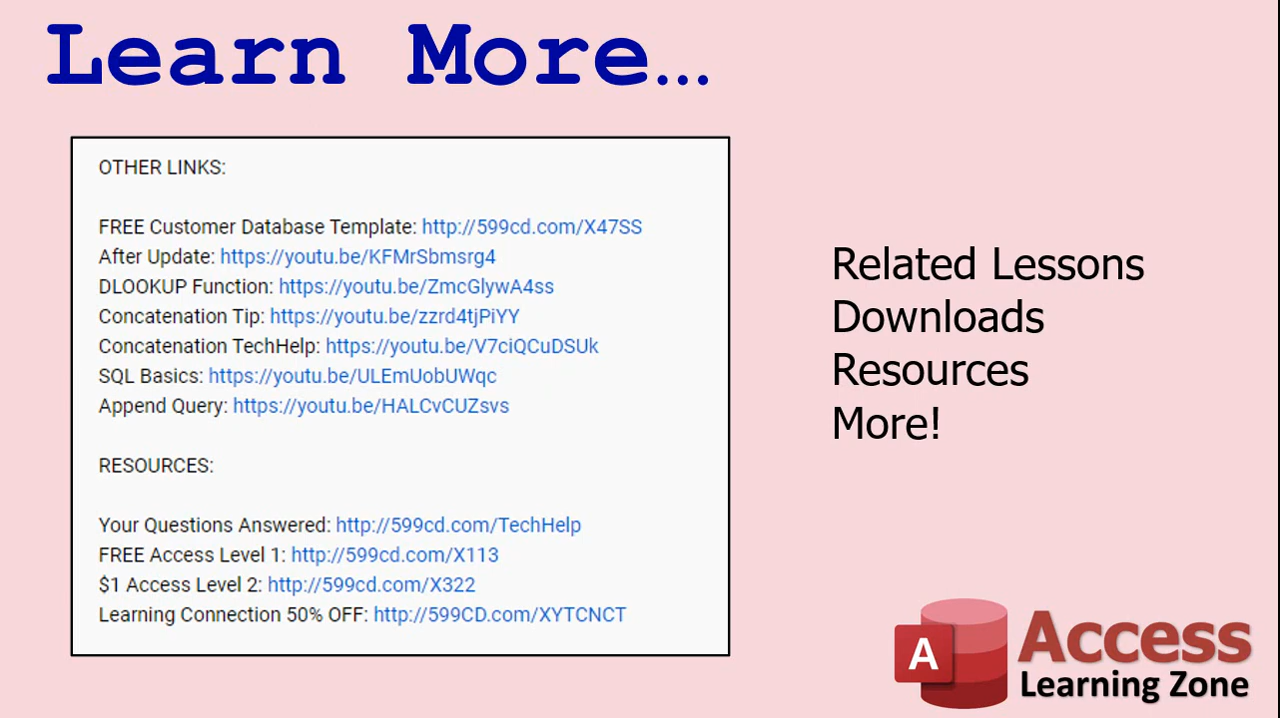 Learn More...
OTHER LINKS:
FREE Customer Database Template: http://599cd.com/X47SS
After Update: https://youtu.be/KFMrSbmsrg4
DLOOKUP Function: https://youtu.be/ZmcGlywA4ss
Concatenation Tip: https://youtu.be/zzrd4tjPiYY
Concatenation TechHelp: https://youtu.be/V7ciQCuDSUk
SQL Basics: https://youtu.be/ULEmUobUWqc
Append Query: https://youtu.be/HALCvCUZsvs
RESOURCES:
Your Questions Answered: http://599cd.com/TechHelp
FREE Access Level 1: http://599cd.com/X113
$1 Access Level 2: http://599cd.com/X322
Learning Connection 50% OFF: http://599CD.com/XYTCNCT
Related Lessons
Downloads
Resources
More!
A
Access
Learning Zone